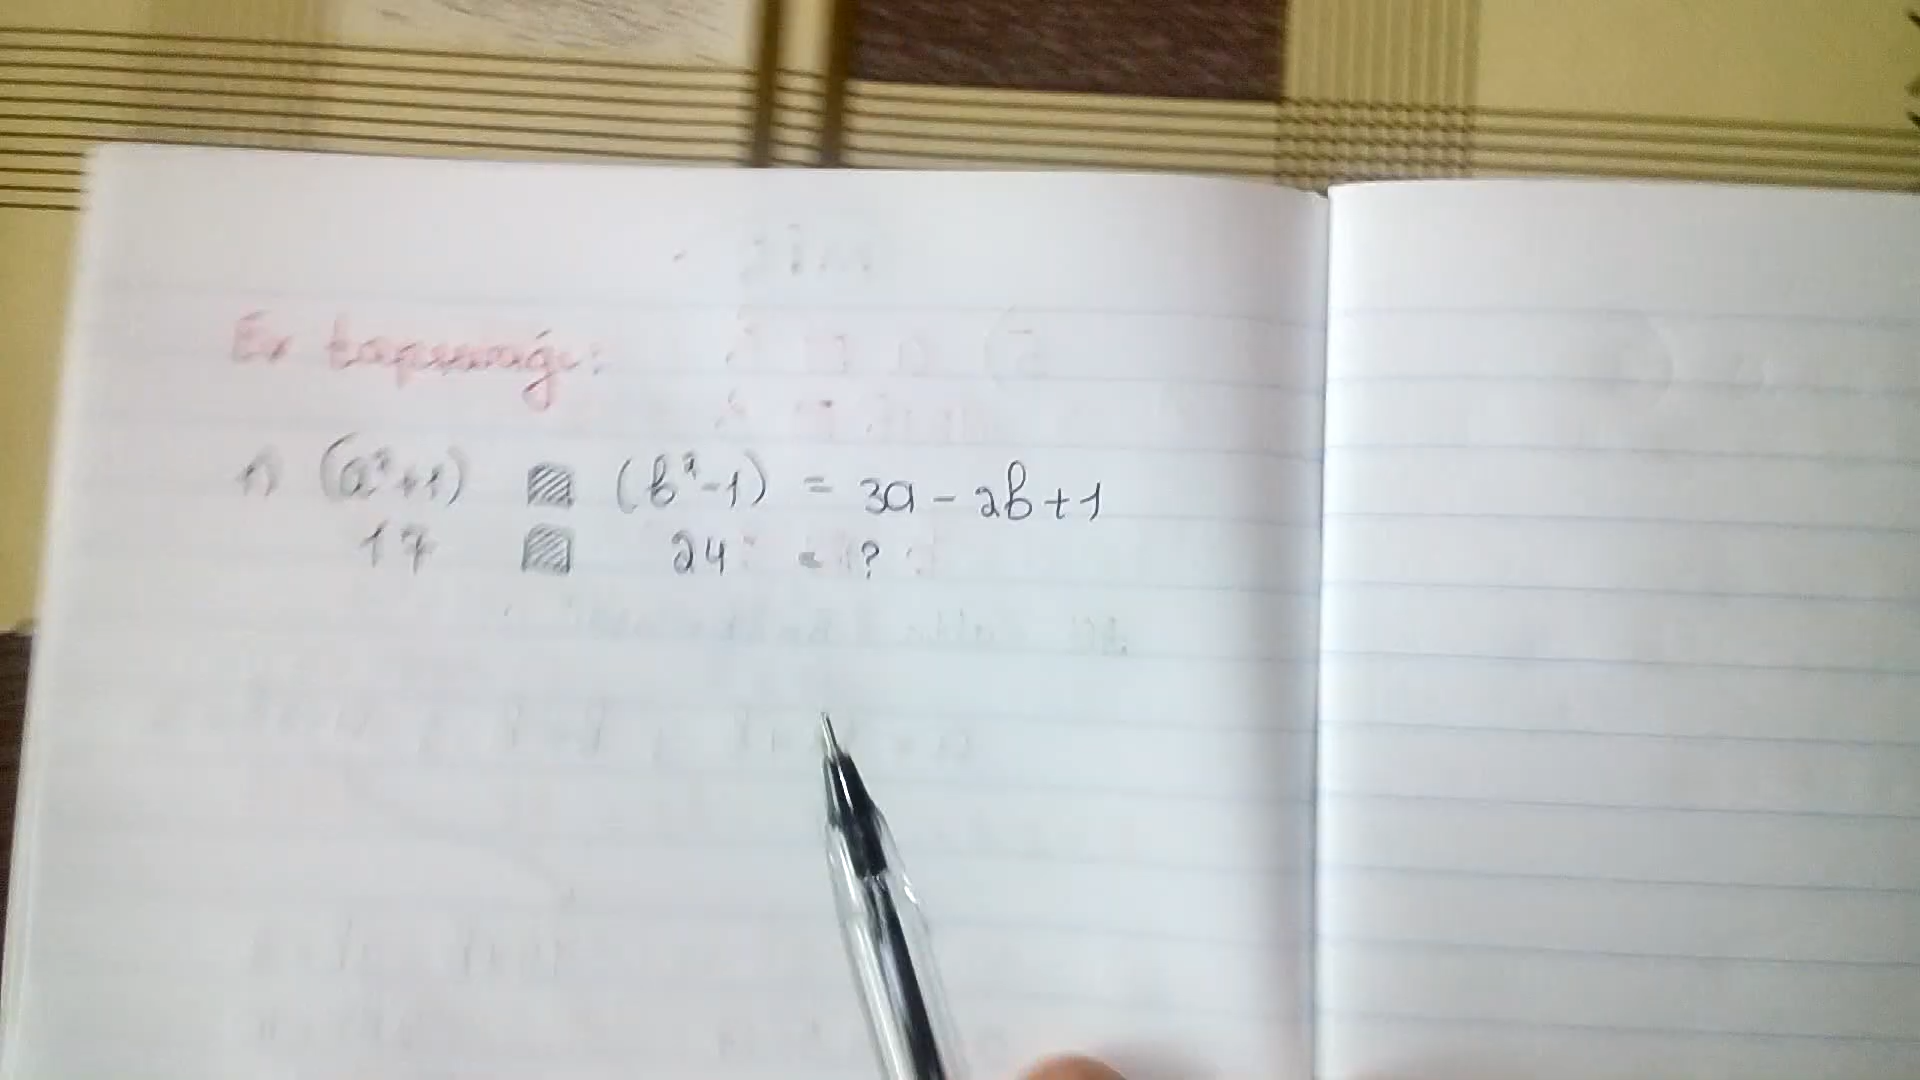 Ev tapşırığı:
1) (a²+1) ▨ (b²-1) = 3a - 2b + 1
17 ▨ 24 = ?